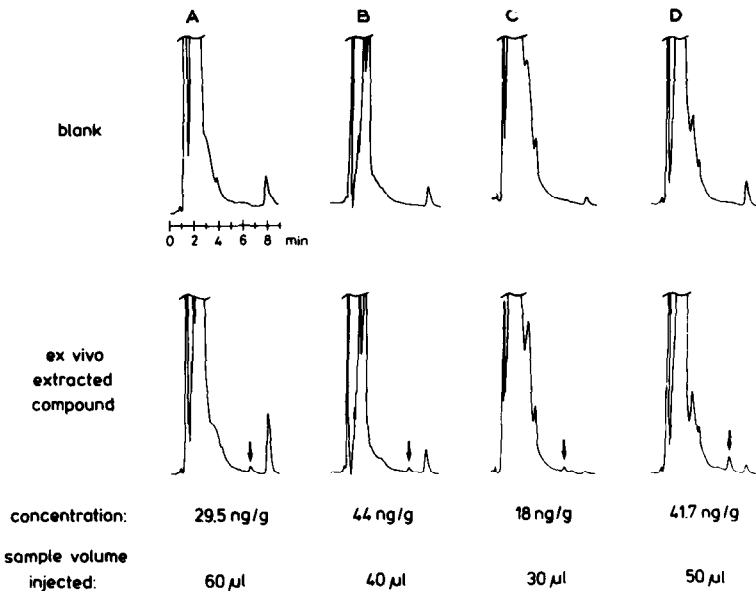 A B C D
blank
0 2 4 6 8 min
ex vivo
extracted
compound
concentration: 29.5 ng/g 44 ng/g 18 ng/g 41.7 ng/g
sample volume
injected: 60 µl 40 µl 30 µl 50 µl